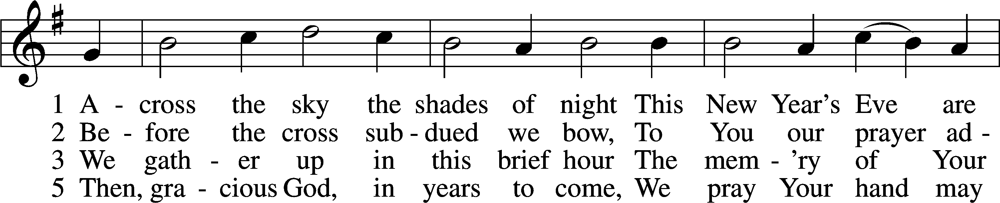 1 A - cross the sky the shades of night This New Year's Eve are
2 Be - fore the cross sub - dued we bow, To You our prayer ad -
3 We gath - er up in this brief hour The mem - 'ry of Your
5 Then, gra - cious God, in years to come, We pray Your hand may